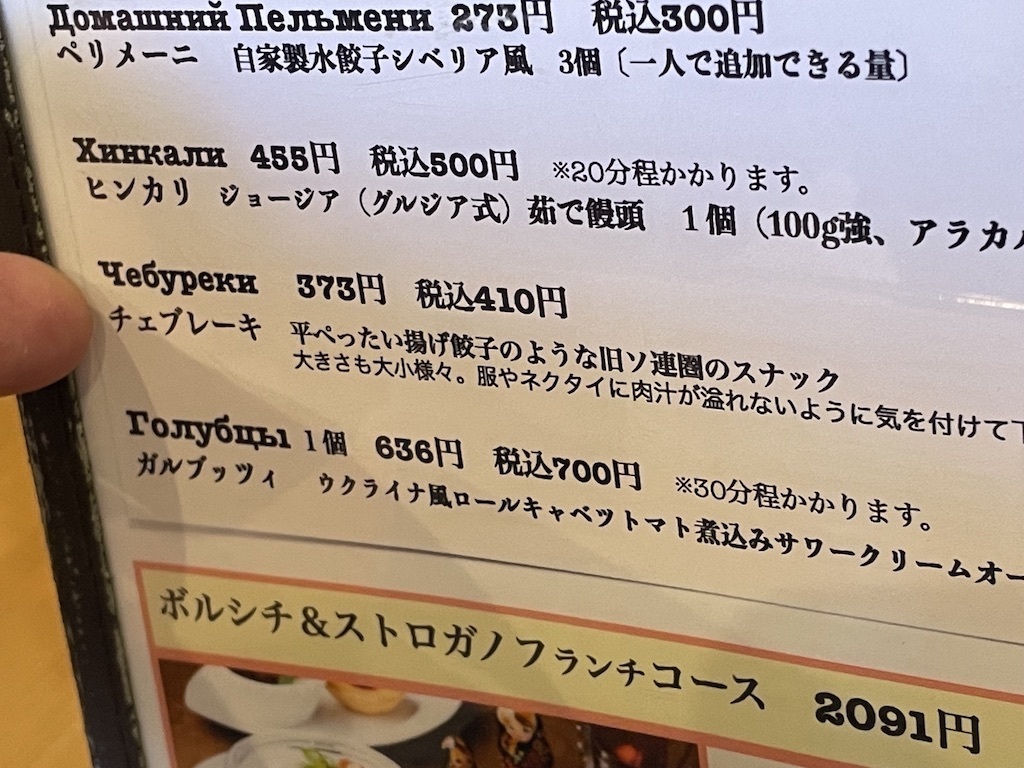 Домашний Пельмени 273円 税込300円
ペリメーニ 自家製水餃子シベリア風 3個〔一人で追加できる量〕
Хинкали 455円 税込500円 ※20分程かかります。
ヒンカリ ジョージア（グルジア式）茹で饅頭 1個（100g強、アラカ
Чебуреки 373円 税込410円
チェブレーキ 平ぺったい揚げ餃子のような旧ソ連圏のスナック
大きさも大小様々。服やネクタイに肉汁が溢れないように気を付けて下
Голубцы 1個 636円 税込700円 ※30分程かかります。
ガルブッツィ ウクライナ風ロールキャベツトマト煮込みサワークリームオー
ボルシチ＆ストロガノフランチコース 2091円